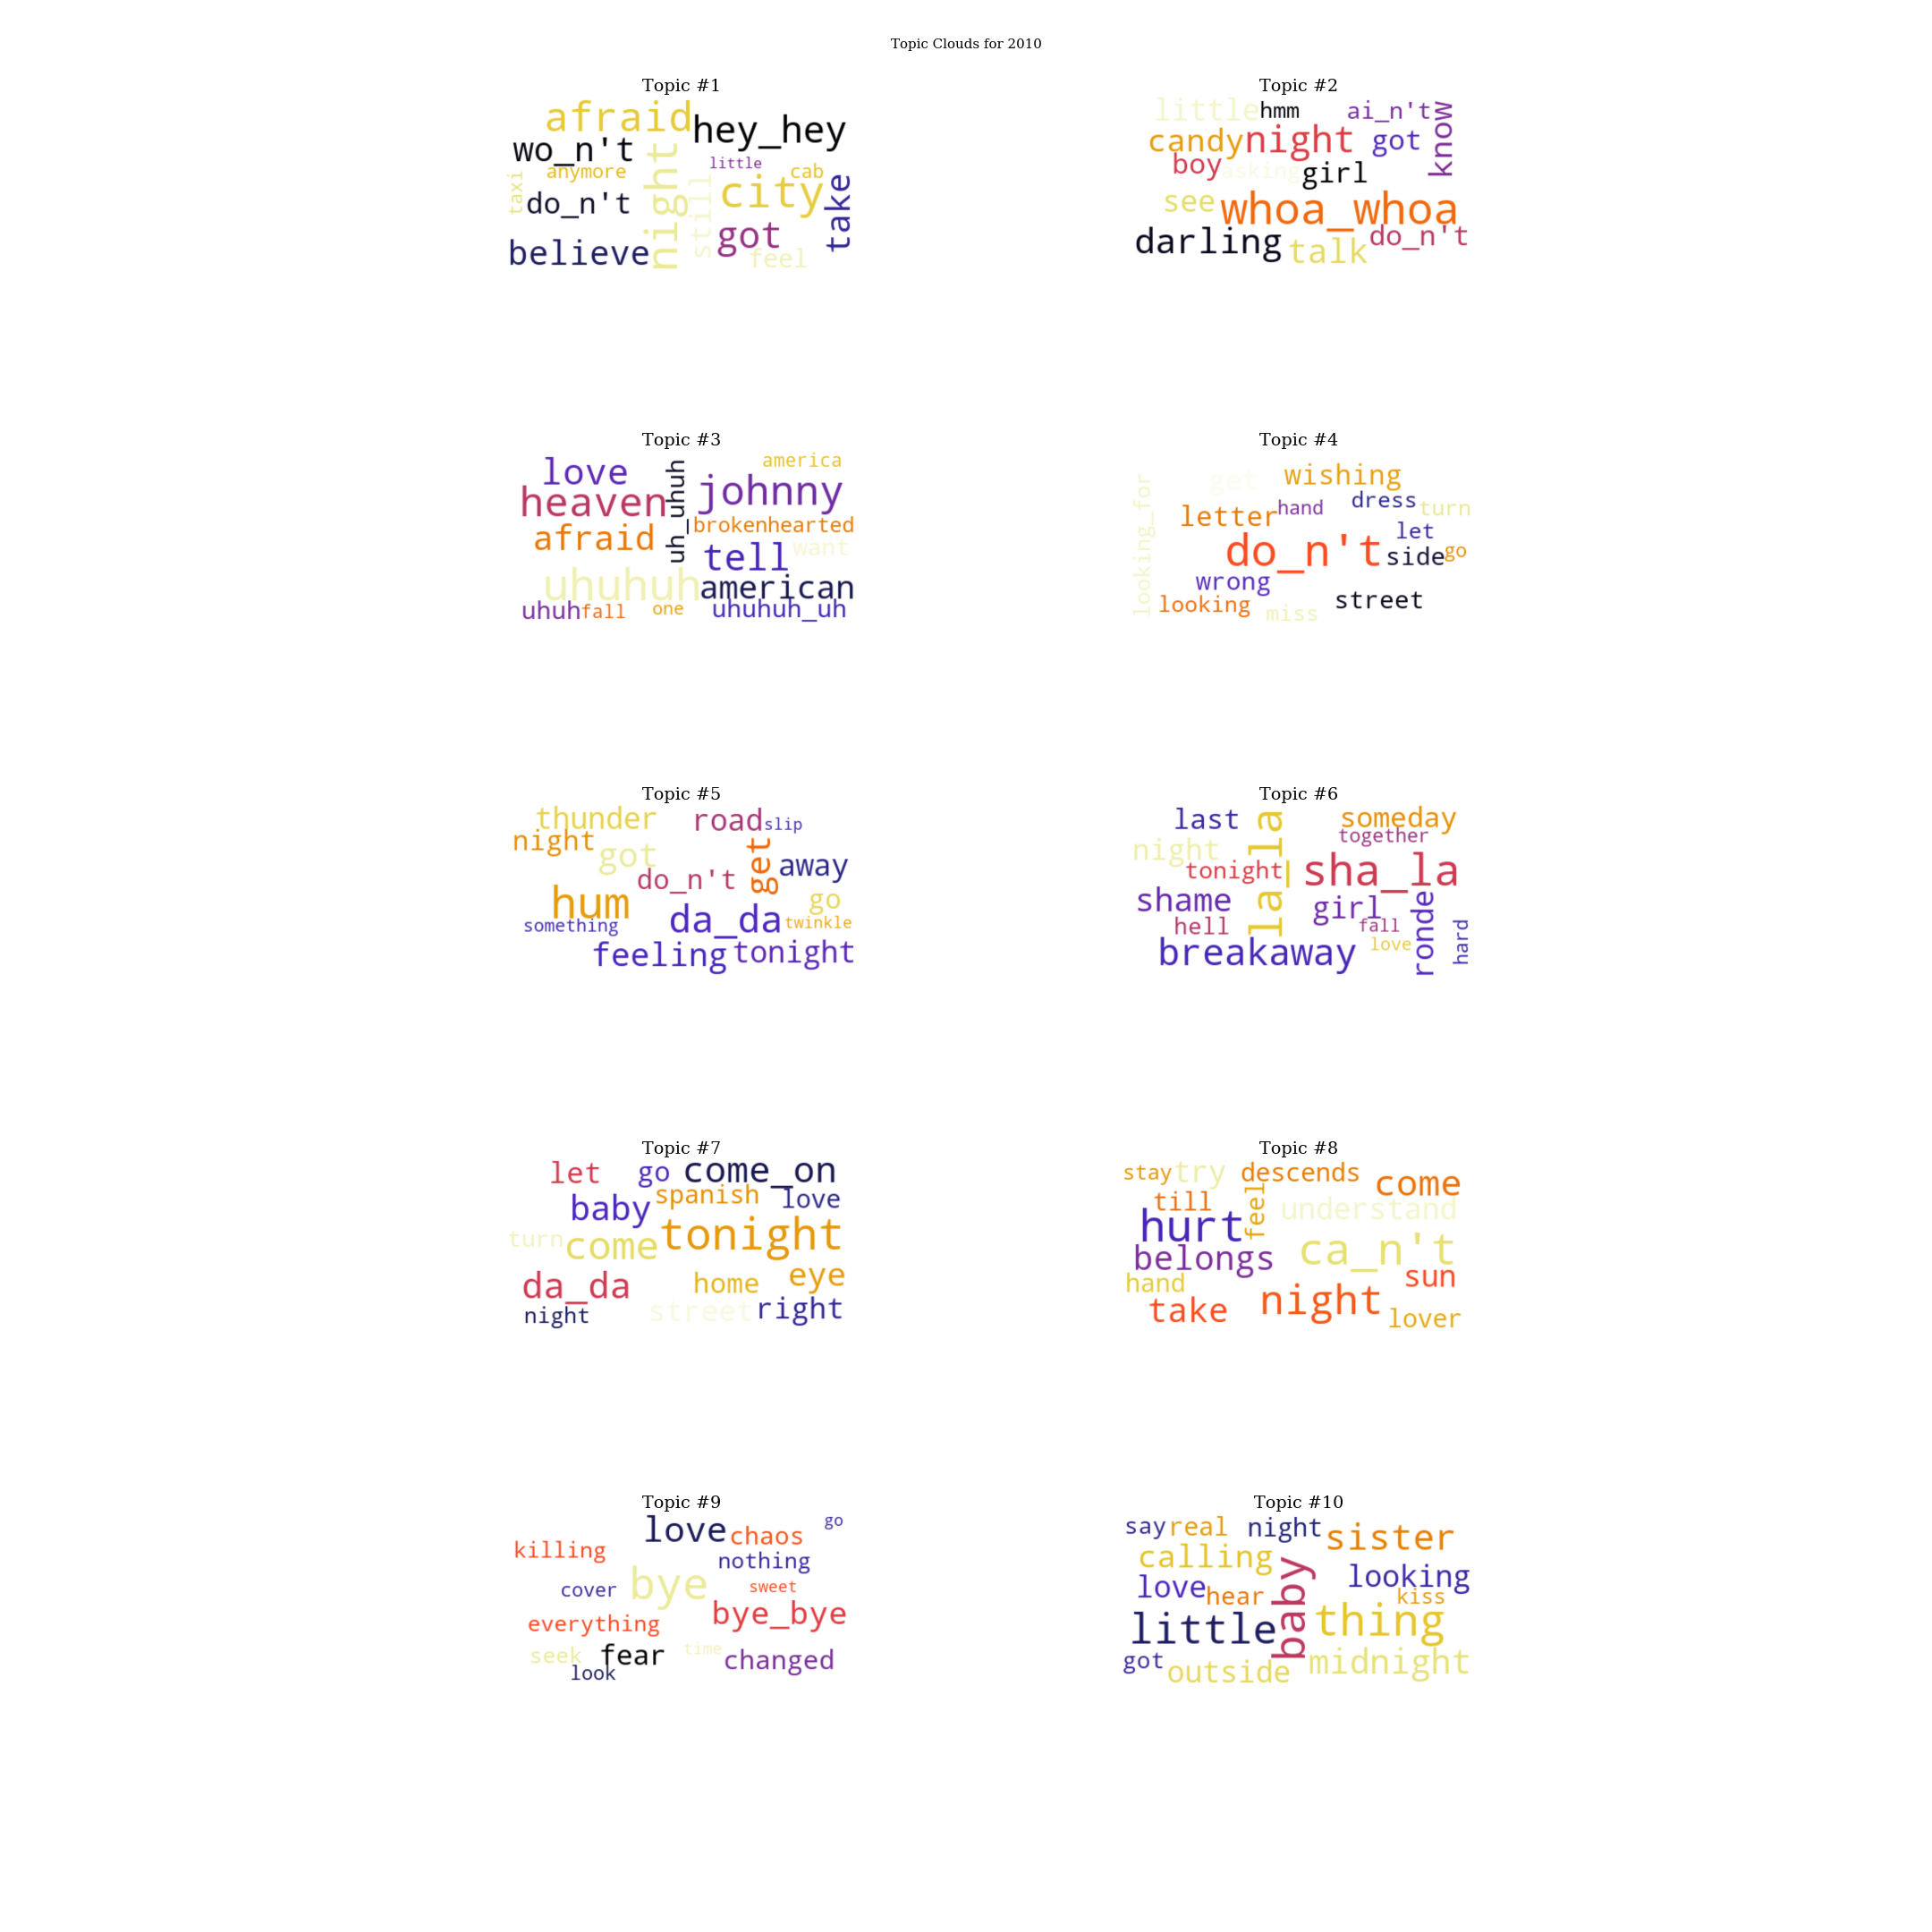 Topic Clouds for 2010
Topic #1
afraid
hey_hey
wo_n't
little
anymore
cab
taxi
night
still
city
take
do_n't
got
believe
feel
Topic #2
little
hmm
ai_n't
know
candy
night
got
boy
asking
girl
see
whoa_whoa
darling
talk
do_n't
Topic #3
love
uh_uhuh
america
heaven
johnny
afraid
brokenhearted
tell
want
uhuhuh
american
uhuh
fall
one
uhuhuh_uh
Topic #4
looking_for
get
wishing
letter
hand
dress
turn
let
do_n't
side
go
wrong
looking
miss
street
Topic #5
thunder
road
slip
night
got
get
away
do_n't
hum
go
something
da_da
twinkle
feeling
tonight
Topic #6
last
la_la
someday
together
night
tonight
sha_la
shame
girl
ronde
hell
fall
hard
breakaway
love
Topic #7
let
go
come_on
baby
spanish
love
turn
come
tonight
da_da
home
eye
night
street
right
Topic #8
stay
try
descends
come
till
feel
understand
hurt
belongs
ca_n't
hand
sun
take
night
lover
Topic #9
love
chaos
go
killing
nothing
cover
bye
sweet
everything
bye_bye
seek
fear
time
changed
look
Topic #10
say
real
night
sister
calling
baby
looking
love
hear
kiss
little
thing
got
outside
midnight